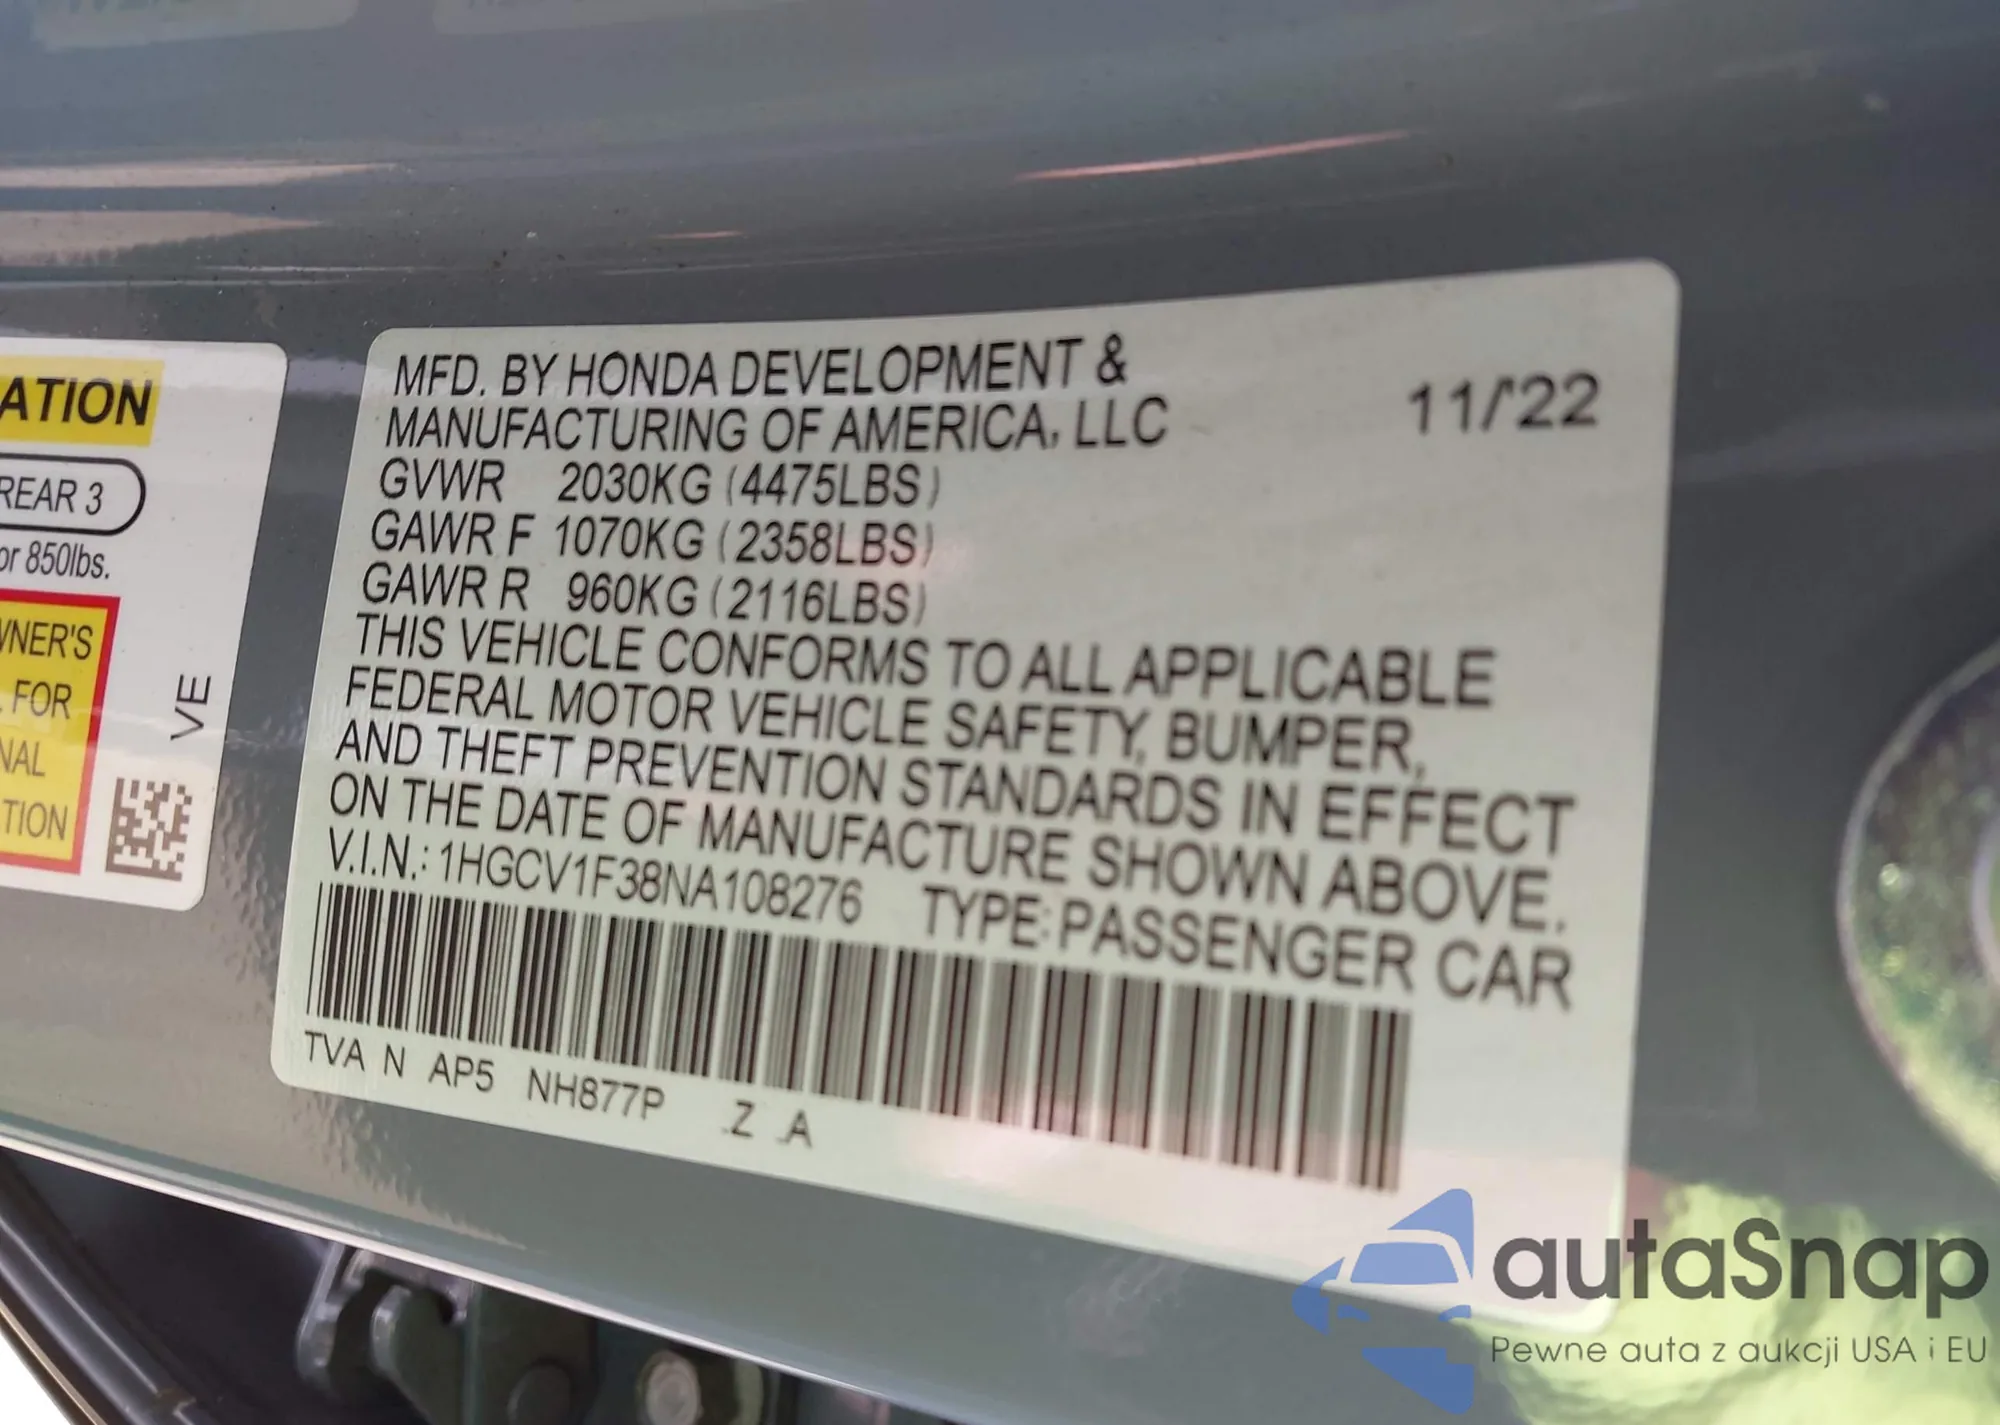 ATION
REAR 3
or 850lbs.
WNER'S
FOR
NAL
TION
VE
MFD. BY HONDA DEVELOPMENT &
MANUFACTURING OF AMERICA, LLC
11/'22
GVWR 2030KG (4475LBS)
GAWR F 1070KG (2358LBS)
GAWR R 960KG (2116LBS)
THIS VEHICLE CONFORMS TO ALL APPLICABLE
FEDERAL MOTOR VEHICLE SAFETY, BUMPER,
AND THEFT PREVENTION STANDARDS IN EFFECT
ON THE DATE OF MANUFACTURE SHOWN ABOVE.
V.I.N.: 1HGCV1F38NA108276 TYPE: PASSENGER CAR
TVA N AP5 NH877P .Z .A
autaSnap
Pewne auta z aukcji USA i EU